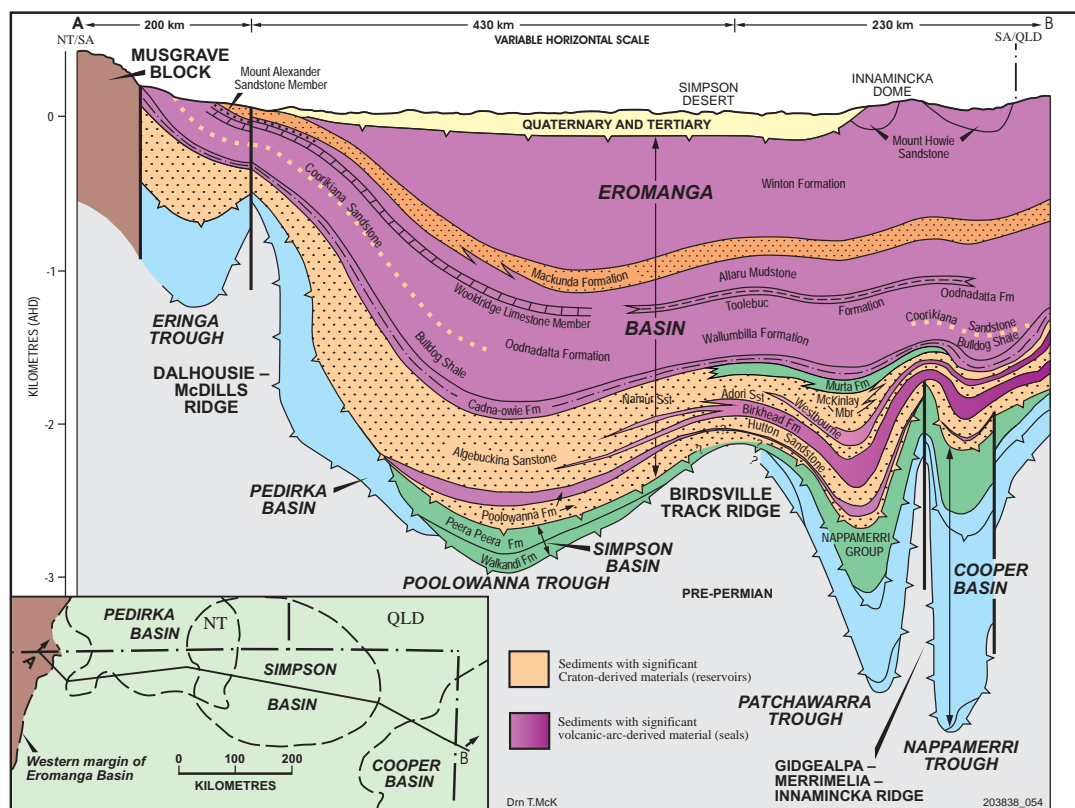 A
200 km
430 km
230 km
B
NT/SA
VARIABLE HORIZONTAL SCALE
SA/QLD
MUSGRAVE
BLOCK
Mount Alexander
Sandstone Member
SIMPSON
DESERT
INNAMINCKA
DOME
0
QUATERNARY AND TERTIARY
Mount Howie
Sandstone
EROMANGA
Winton Formation
Coorikiana Sandstone
-1
Mackunda Formation
Allaru Mudstone
Wooldridge Limestone Member
Toolebuc
Formation
Oodnadatta Fm
KILOMETRES (AHD)
ERINGA
TROUGH
BASIN
Coorikiana Sandstone
Bulldog Shale
Oodnadatta Formation
Wallumbilla Formation
Bulldog Shale
DALHOUSIE –
McDILLS
RIDGE
Murta Fm
Cadna-owie Fm
Namur Sst
Adori Sst
Westbourne
McKinlay
Mbr
-2
Birkhead Fm
Hutton Sandstone
Algebuckina Sanstone
PEDIRKA
BASIN
?
BIRDSVILLE
TRACK RIDGE
Poolowanna Fm
Peera Peera Fm
SIMPSON
BASIN
NAPPAMERRI
GROUP
Walkandi Fm
COOPER
BASIN
-3
POOLOWANNA TROUGH
PRE-PERMIAN
PEDIRKA
BASIN
NT
QLD
A
SIMPSON
BASIN
Sediments with significant
Craton-derived materials (reservoirs)
PATCHAWARRA
TROUGH
Sediments with significant
volcanic-arc-derived material (seals)
B
NAPPAMERRI
TROUGH
Western margin of
Eromanga Basin
0 100 200
KILOMETRES
COOPER
BASIN
GIDGEALPA –
MERRIMELIA –
INNAMINCKA RIDGE
Drn T.McK
203838_054